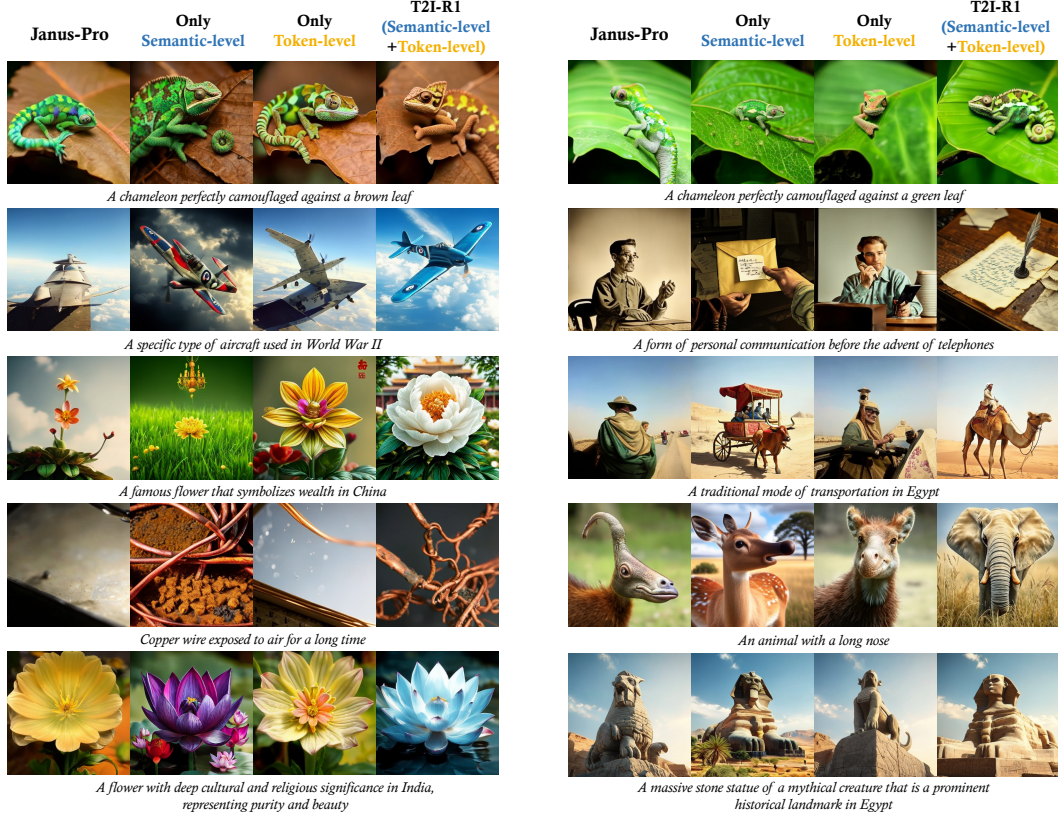 Janus-Pro
Only
Semantic-level
Only
Token-level
T2I-R1
(Semantic-level
+Token-level)
A chameleon perfectly camouflaged against a brown leaf
A specific type of aircraft used in World War II
A famous flower that symbolizes wealth in China
Copper wire exposed to air for a long time
A flower with deep cultural and religious significance in India,
representing purity and beauty
Janus-Pro
Only
Semantic-level
Only
Token-level
T2I-R1
(Semantic-level
+Token-level)
A chameleon perfectly camouflaged against a green leaf
A form of personal communication before the advent of telephones
A traditional mode of transportation in Egypt
An animal with a long nose
A massive stone statue of a mythical creature that is a prominent
historical landmark in Egypt